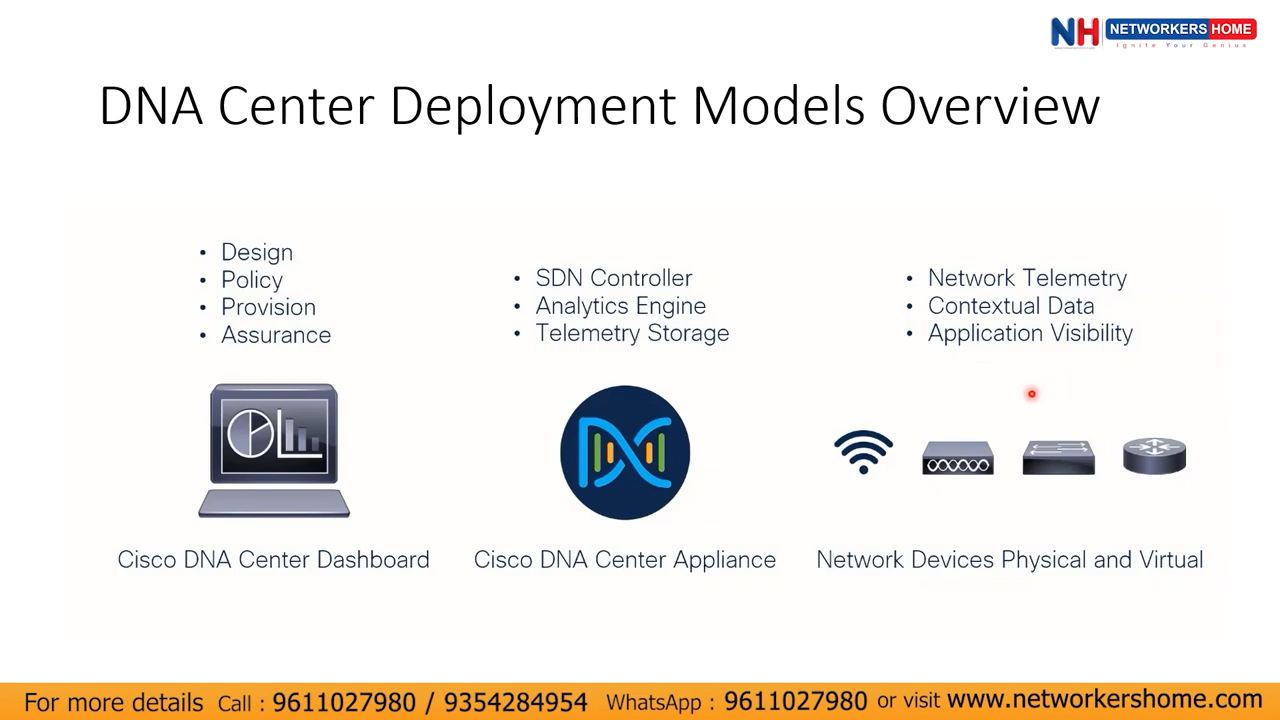 NH NETWORKERS HOME
Ignite Your Genius
DNA Center Deployment Models Overview
• Design
• Policy
• Provision
• Assurance
• SDN Controller
• Analytics Engine
• Telemetry Storage
• Network Telemetry
• Contextual Data
• Application Visibility
Cisco DNA Center Dashboard
Cisco DNA Center Appliance
Network Devices Physical and Virtual
For more details Call : 9611027980 / 9354284954 WhatsApp : 9611027980 or visit www.networkershome.com